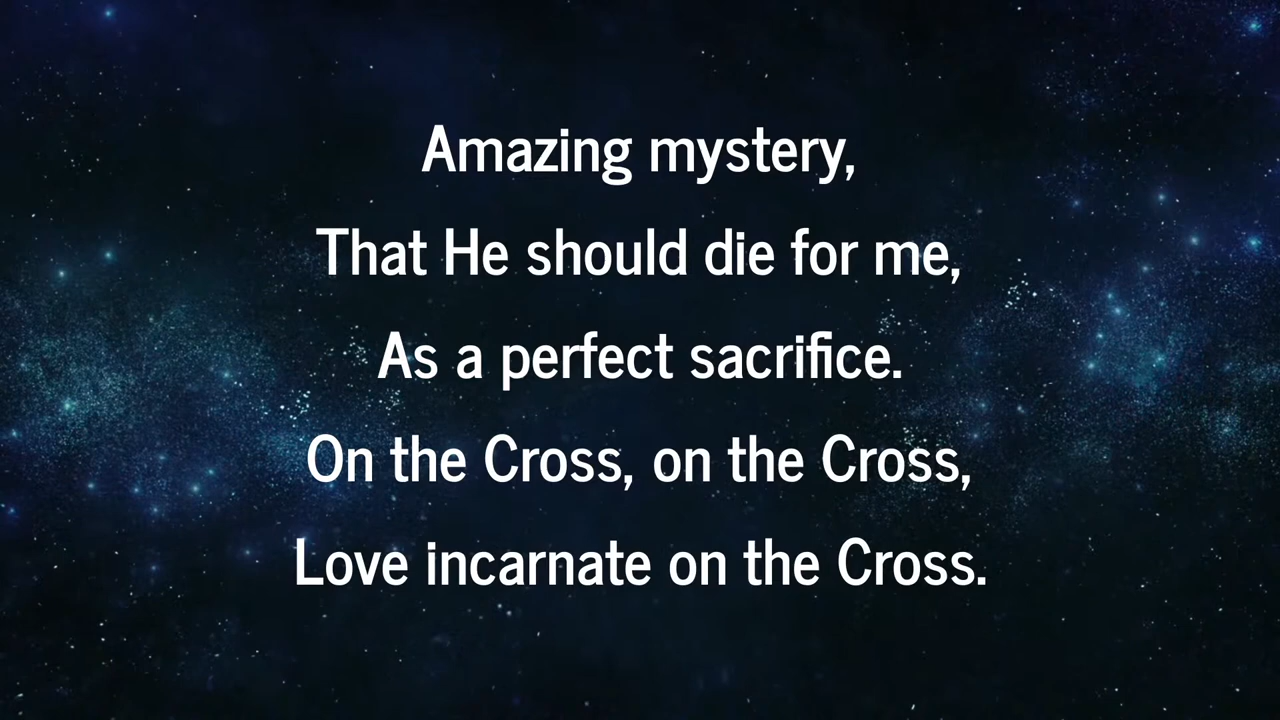 Amazing mystery,
That He should die for me,
As a perfect sacrifice.
On the Cross, on the Cross,
Love incarnate on the Cross.